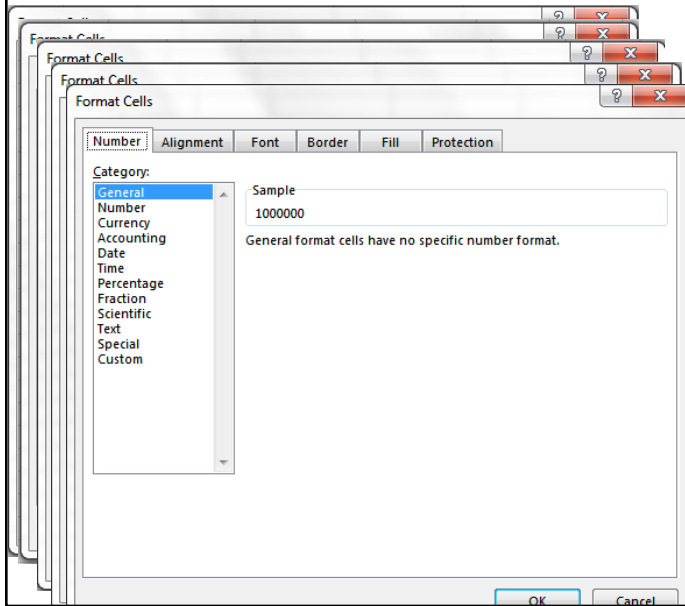 Format Cells
Format Cells
Format Cells
Format Cells
Number Alignment Font Border Fill Protection
Category:
General
Number
Currency
Accounting
Date
Time
Percentage
Fraction
Scientific
Text
Special
Custom
Sample
1000000
General format cells have no specific number format.
OK Cancel